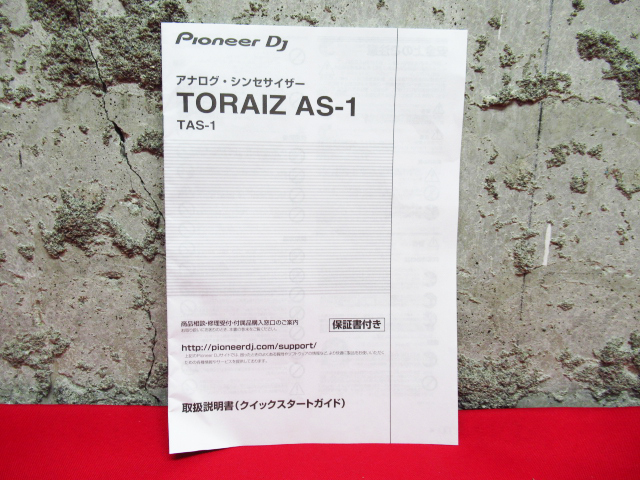 Pioneer Dj
アナログ・シンセサイザー
TORAIZ AS-1
TAS-1
商品相談・修理受付・付属品購入窓口のご案内
保証書付き
http://pioneerdj.com/support/
取扱説明書(クイックスタートガイド)